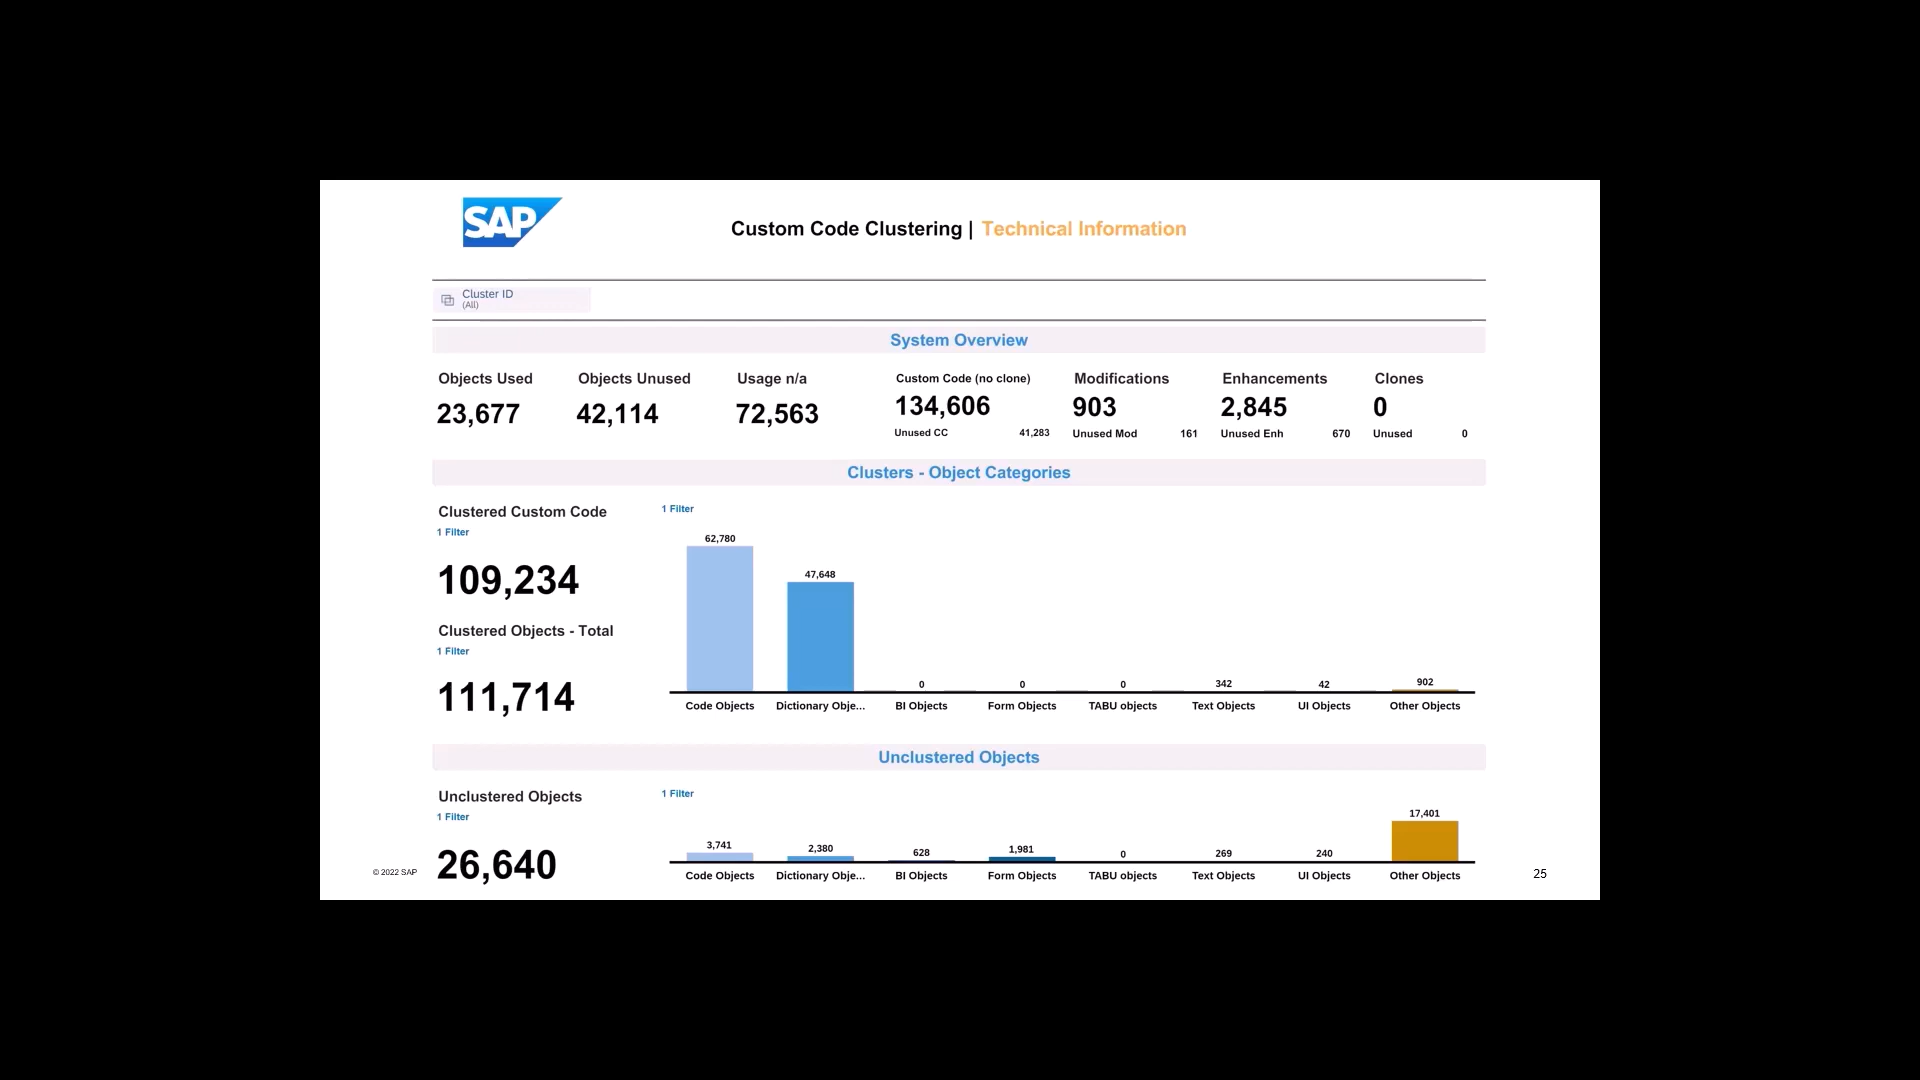 SAP
Custom Code Clustering | Technical Information
Cluster ID
(All)
System Overview
Objects Used
Objects Unused
Usage n/a
Custom Code (no clone)
Modifications
Enhancements
Clones
23,677
42,114
72,563
134,606
903
2,845
0
Unused CC 41,283
Unused Mod 161
Unused Enh 670
Unused 0
Clusters - Object Categories
Clustered Custom Code
1 Filter
109,234
Clustered Objects - Total
1 Filter
111,714
1 Filter
62,780
47,648
0
0
0
342
42
902
Code Objects
Dictionary Obje...
BI Objects
Form Objects
TABU objects
Text Objects
UI Objects
Other Objects
Unclustered Objects
Unclustered Objects
1 Filter
26,640
1 Filter
3,741
2,380
628
1,981
0
269
240
17,401
Code Objects
Dictionary Obje...
BI Objects
Form Objects
TABU objects
Text Objects
UI Objects
Other Objects
© 2022 SAP
25